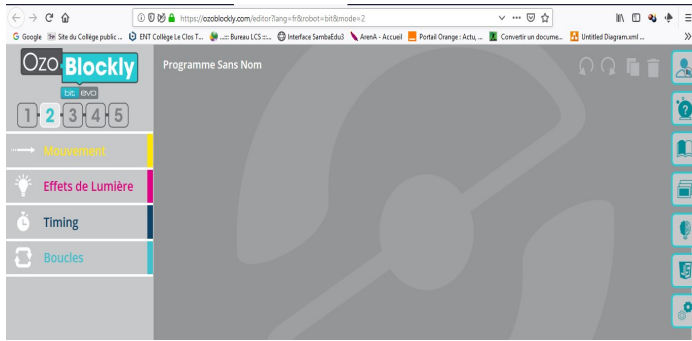 https://ozoblockly.com/editor?lang=fr&robot=bit&mode=2
G Google Site du Collège public ... ENT Collège Le Clos T... ..::: Bureau LCS :::... Interface SambaEdu3 ArenA - Accueil Portail Orange : Actu, ... Convertir un docume... Untitled Diagram.xml ...
Ozo Blockly
bit evo
Programme Sans Nom
1 2 3 4 5
Mouvement
Effets de Lumière
Timing
Boucles